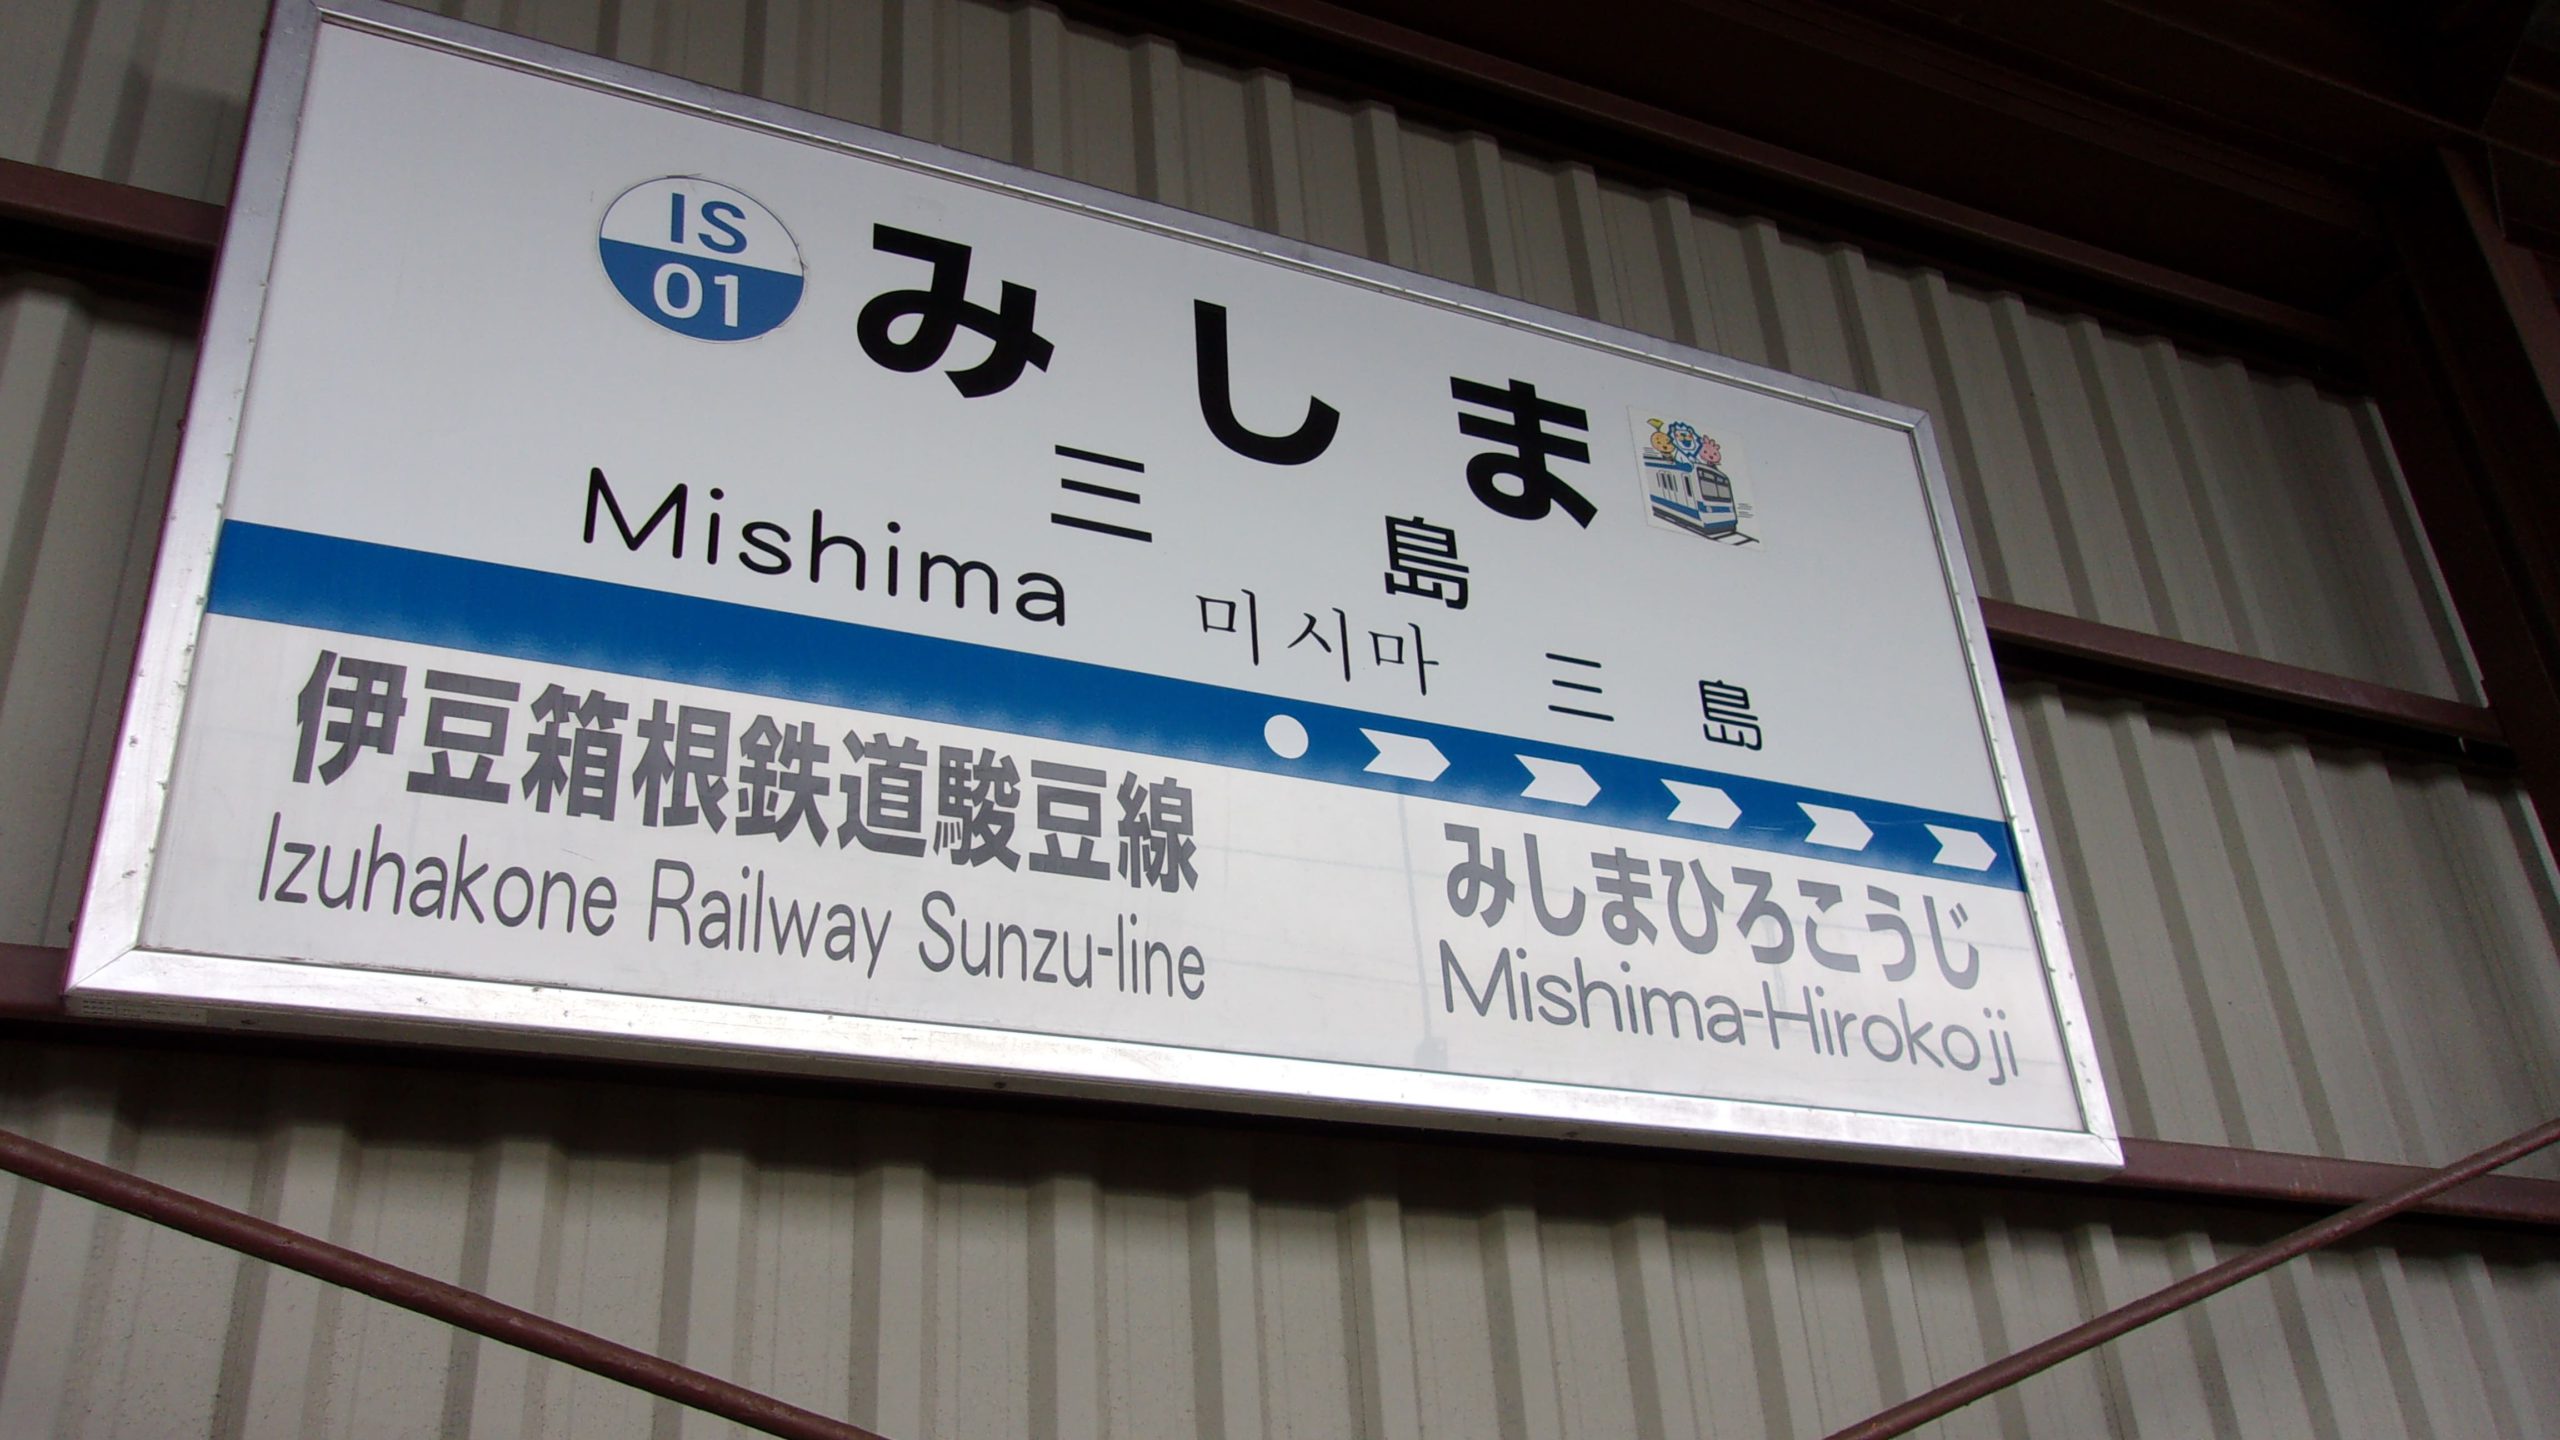 IS
01
みしま
三島
Mishima
미시마
三島
伊豆箱根鉄道駿豆線
Izuhakone Railway Sunzu-line
みしまひろこうじ
Mishima-Hirokoji